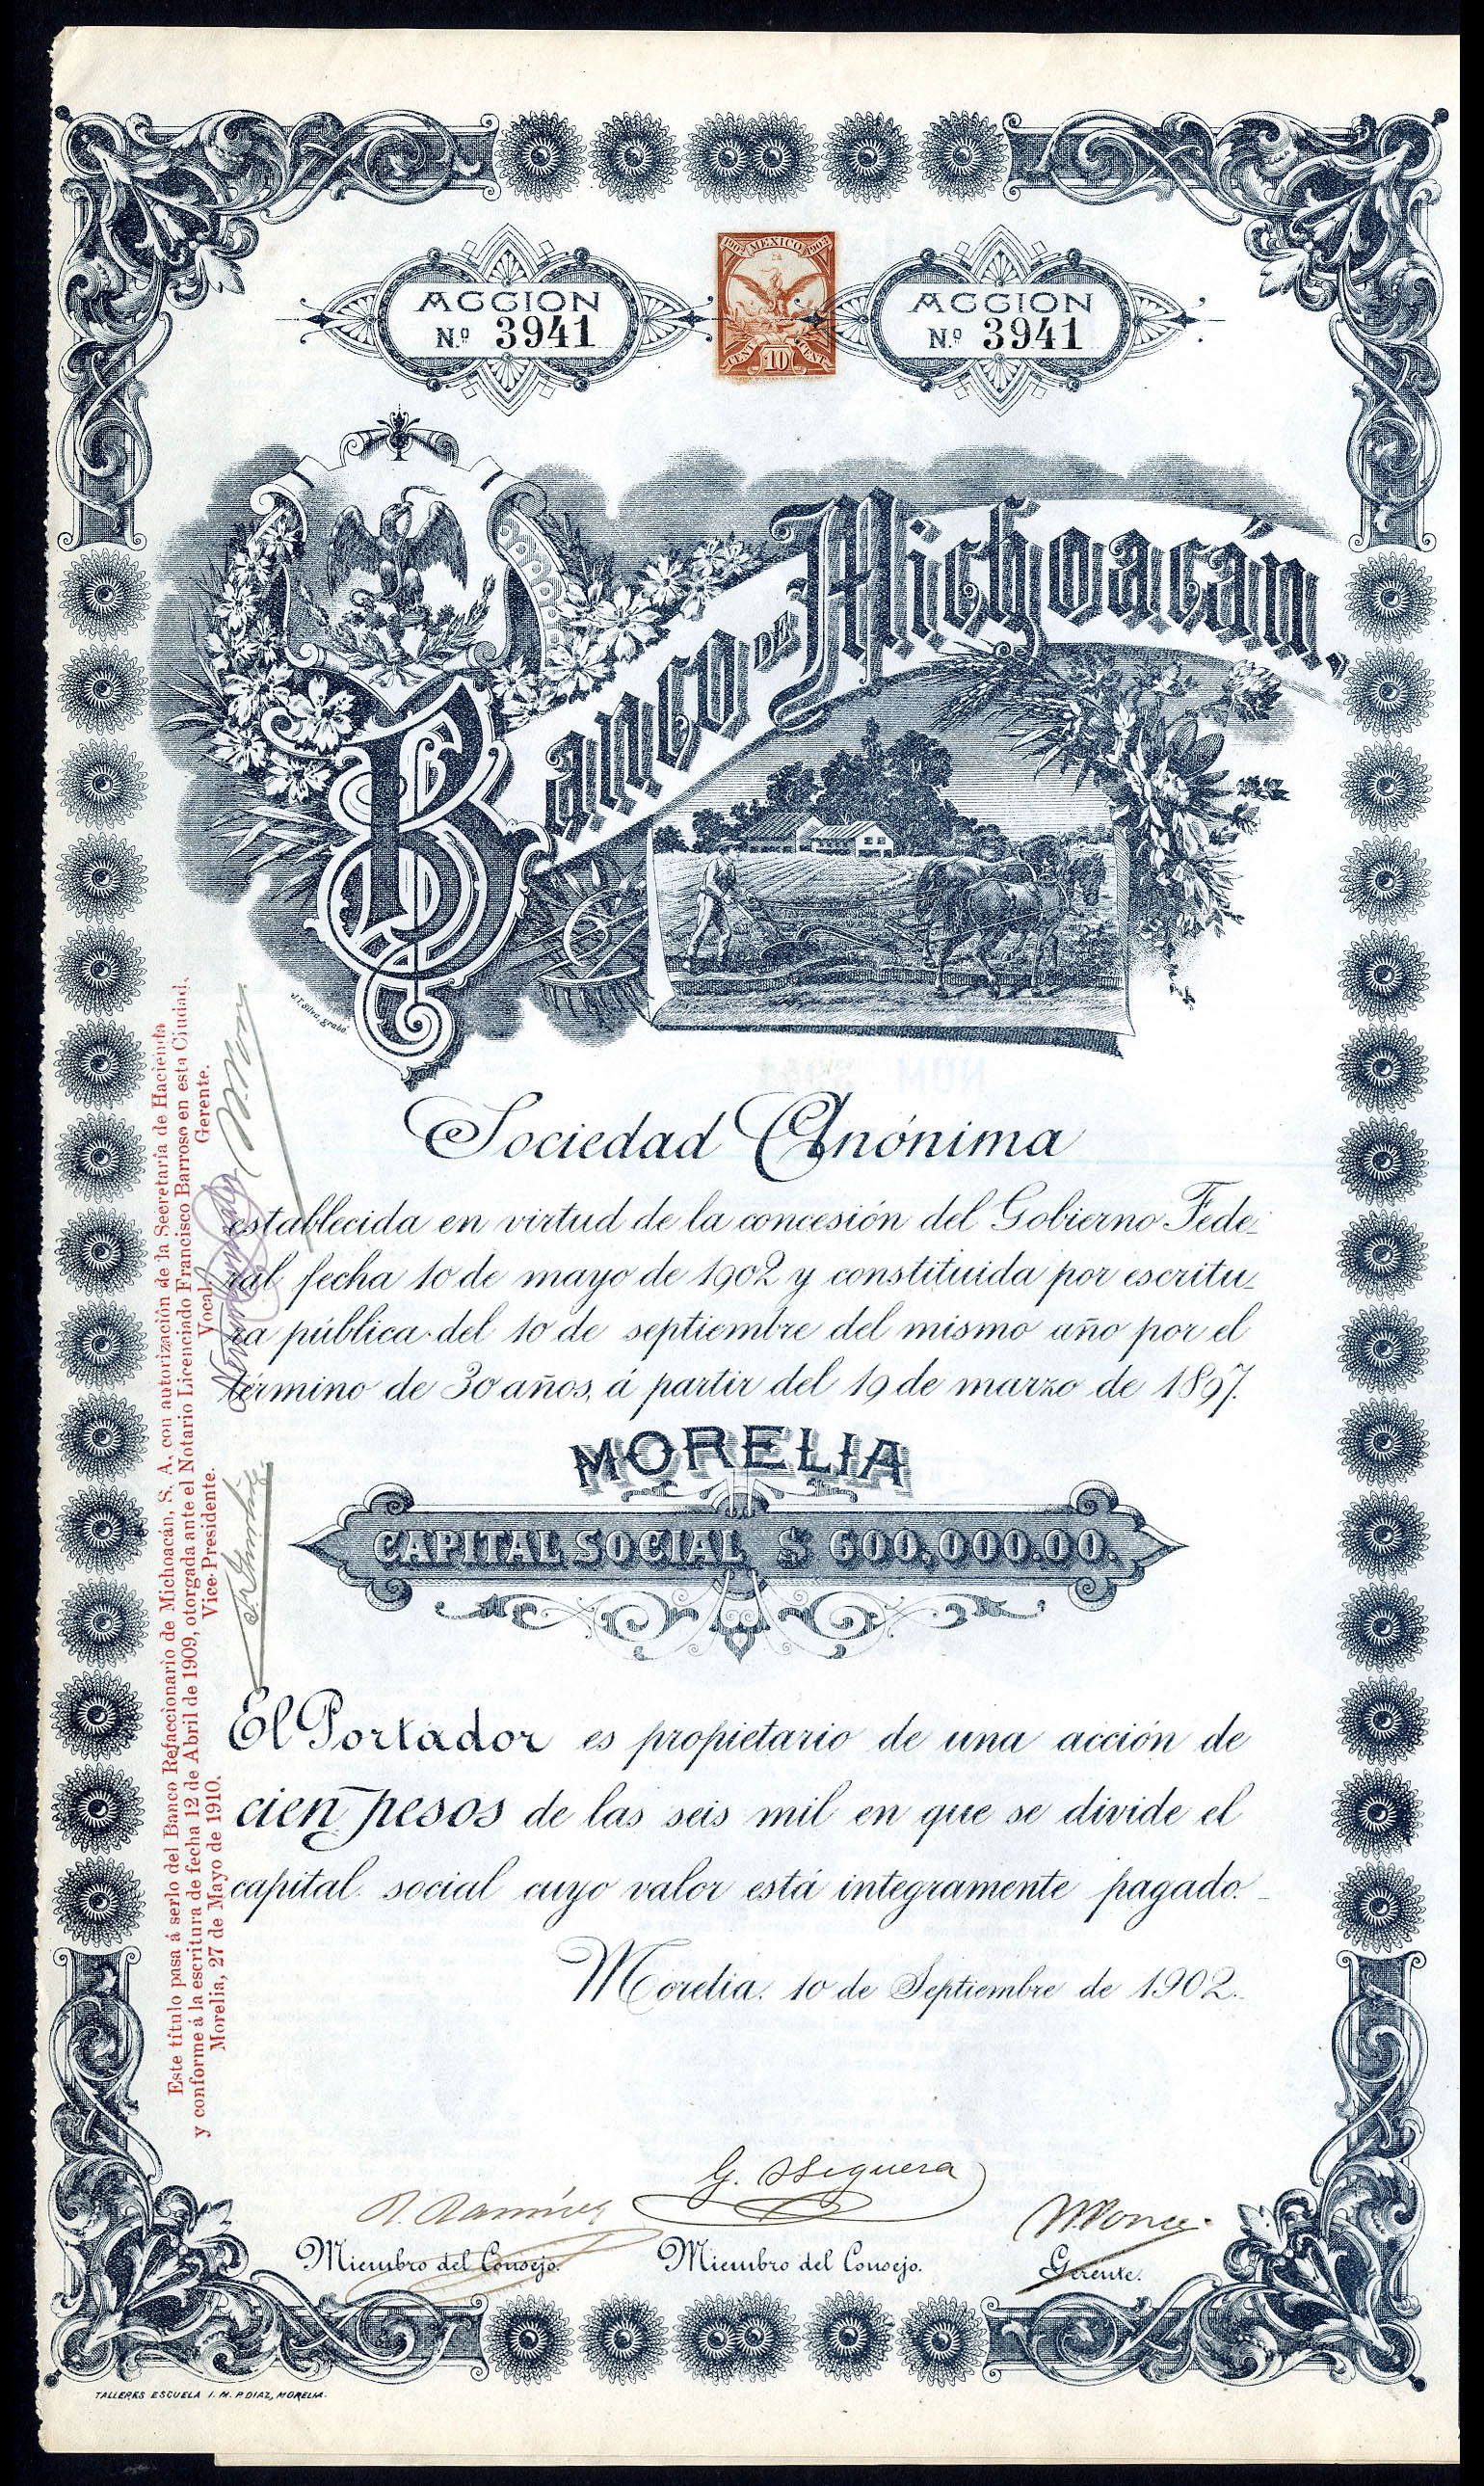 ACCION
N.º 3941
1902 MEXICO 1903
CENT. 10 CENT.
ACCION
N.º 3941
Banco DE Michoacán,
J.T. Silva, grabó
Sociedad Anónima
establecida en virtud de la concesión del Gobierno Fede-
ral fecha 10 de mayo de 1902 y constituida por escritu-
ra pública del 10 de septiembre del mismo año por el
término de 30 años, á partir del 19 de marzo de 1897.
MORELIA
CAPITAL SOCIAL $ 600,000.00.
El Portador es propietario de una acción de
cien pesos de las seis mil en que se divide el
capital social cuyo valor está integramente pagado.
Morelia. 10 de Septiembre de 1902.
R. Ramírez
Miembro del Consejo.
Miembro del Consejo.
Gerente.
TALLERES ESCUELA I. M. P. DIAZ, MORELIA.
Este título pasa á serlo del Banco Refaccionario de Michoacán, S. A. con autorización de la Secretaría de Hacienda
y conforme á la escritura de fecha 12 de Abril de 1909, otorgada ante el Notario Licenciado Francisco Barroso en esta Ciudad.
Morelia, 27 de Mayo de 1910.
Vice-Presidente.
Vocal.
Gerente.